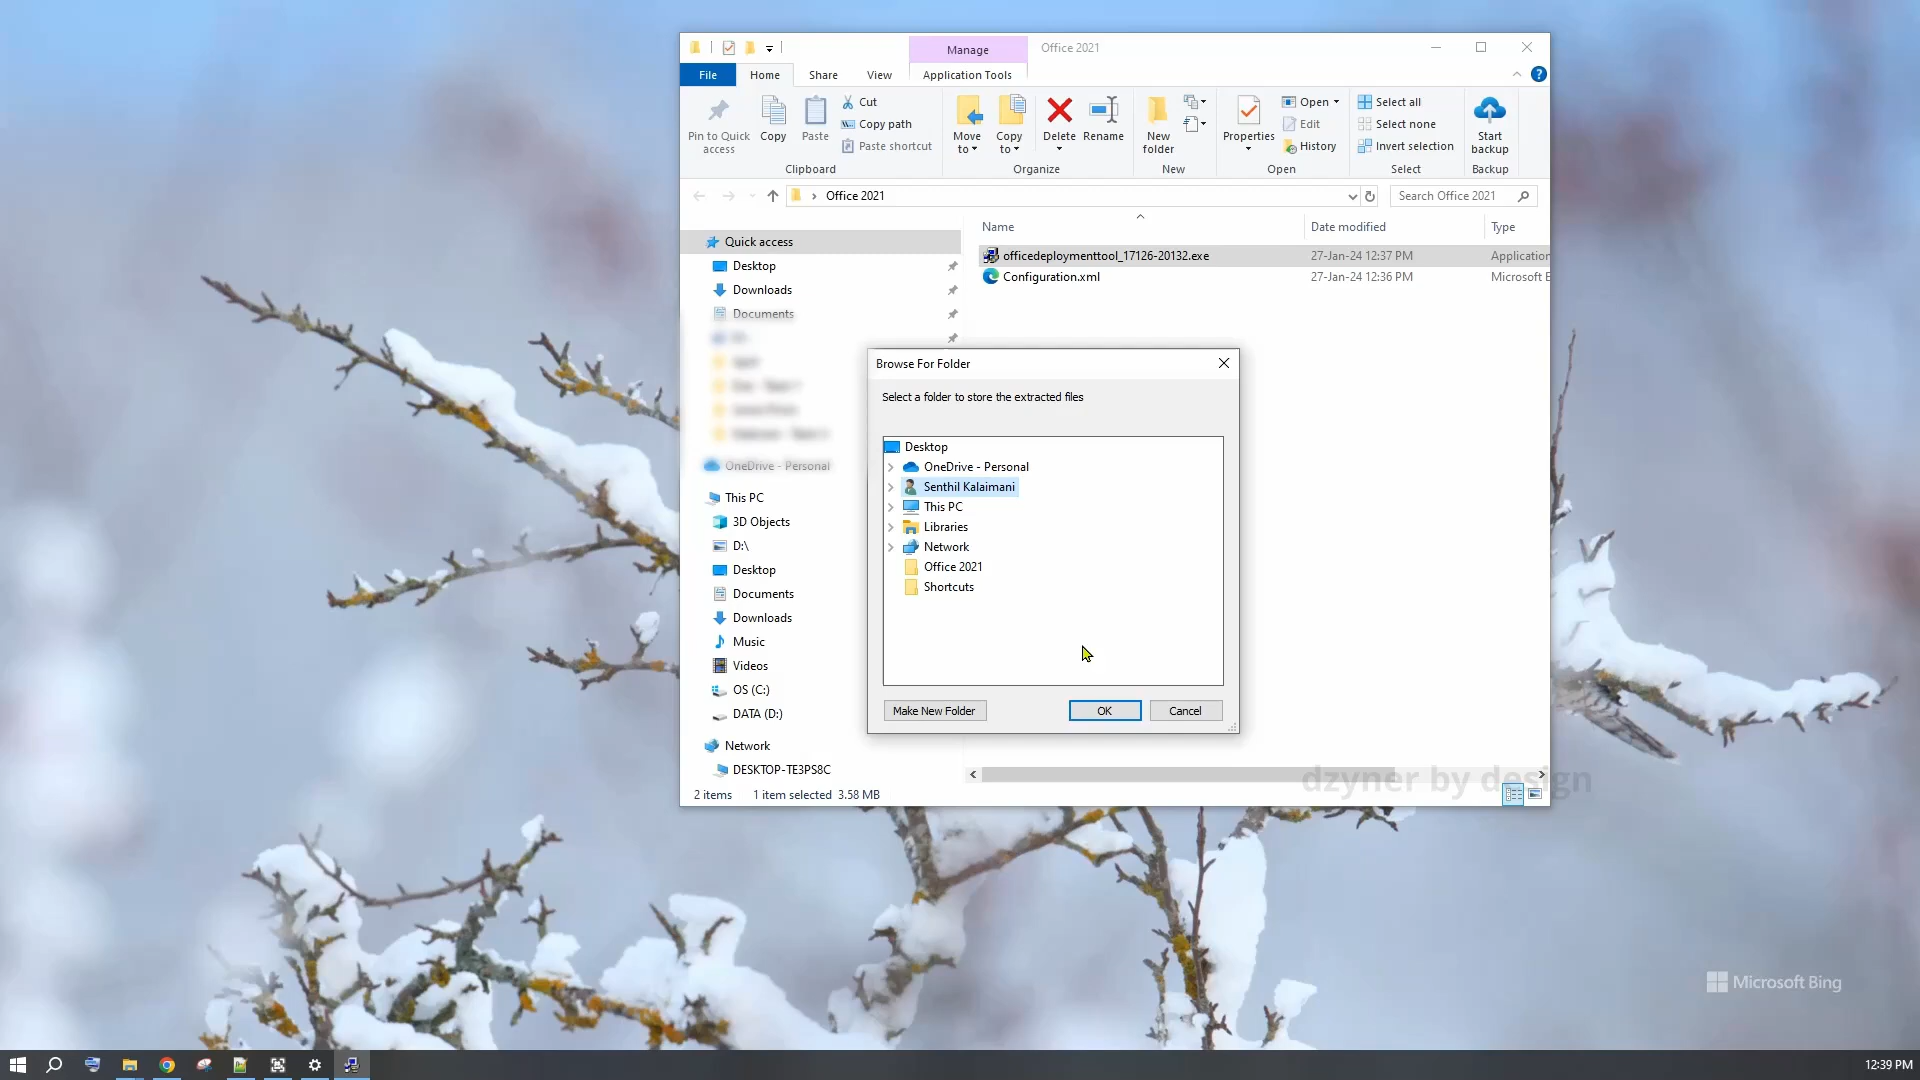 Manage
Office 2021
File
Home
Share
View
Application Tools
Pin to Quick access
Copy
Paste
Cut
Copy path
Paste shortcut
Clipboard
Move to
Copy to
Delete
Rename
Organize
New folder
New
Properties
Open
Edit
History
Open
Select all
Select none
Invert selection
Select
Start backup
Backup
Office 2021
Search Office 2021
Name
Date modified
Type
officedeploymenttool_17126-20132.exe
27-Jan-24 12:37 PM
Application
Configuration.xml
27-Jan-24 12:36 PM
Microsoft E
Quick access
Desktop
Downloads
Documents
OneDrive - Personal
This PC
3D Objects
D:\
Desktop
Documents
Downloads
Music
Videos
OS (C:)
DATA (D:)
Network
DESKTOP-TE3PS8C
Browse For Folder
Select a folder to store the extracted files
Desktop
OneDrive - Personal
Senthil Kalaimani
This PC
Libraries
Network
Office 2021
Shortcuts
Make New Folder
OK
Cancel
2 items
1 item selected 3.58 MB
dzyner by design
Microsoft Bing
12:39 PM